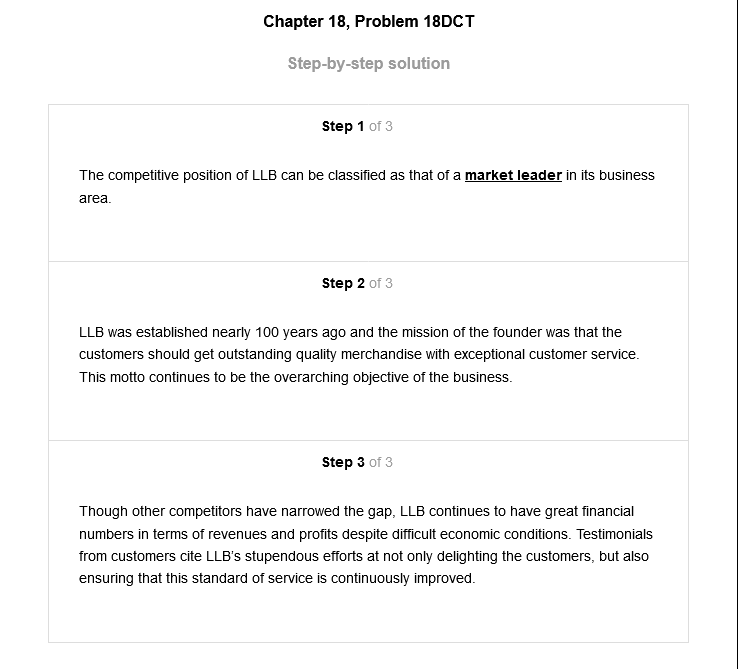 Chapter 18, Problem 18DCT
Step-by-step solution
Step 1 of 3
The competitive position of LLB can be classified as that of a market leader in its business
area.
Step 2 of 3
LLB was established nearly 100 years ago and the mission of the founder was that the
customers should get outstanding quality merchandise with exceptional customer service.
This motto continues to be the overarching objective of the business.
Step 3 of 3
Though other competitors have narrowed the gap, LLB continues to have great financial
numbers in terms of revenues and profits despite difficult economic conditions. Testimonials
from customers cite LLB's stupendous efforts at not only delighting the customers, but also
ensuring that this standard of service is continuously improved.